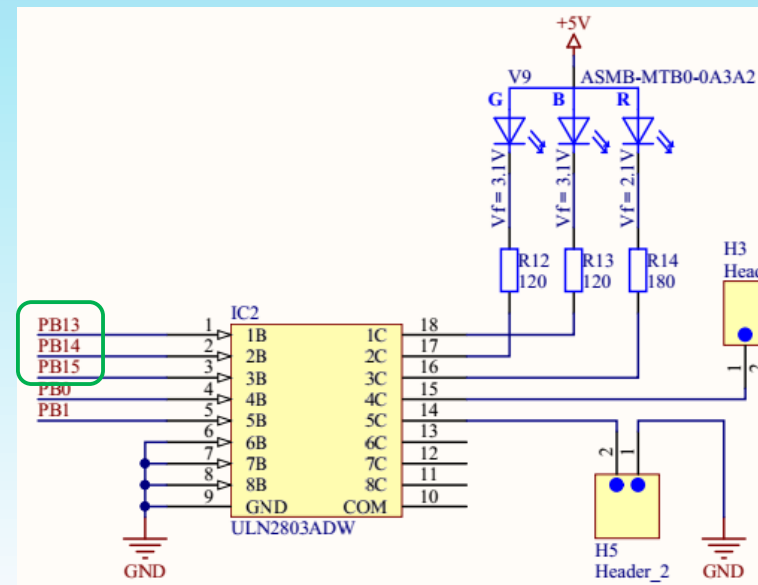 +5V
V9 ASMB-MTB0-0A3A2
G B R
Vf = 3.1V Vf = 3.1V Vf = 2.1V
R12 R13 R14
120 120 180
H3
IC2
PB13 1 1B 1C 18
PB14 2 2B 2C 17
PB15 3 3B 3C 16
PB0 4 4B 4C 15
PB1 5 5B 5C 14
6 6B 6C 13
7 7B 7C 12
8 8B 8C 11
9 GND COM 10
ULN2803ADW
1
2 1
H5
Header_2
GND GND